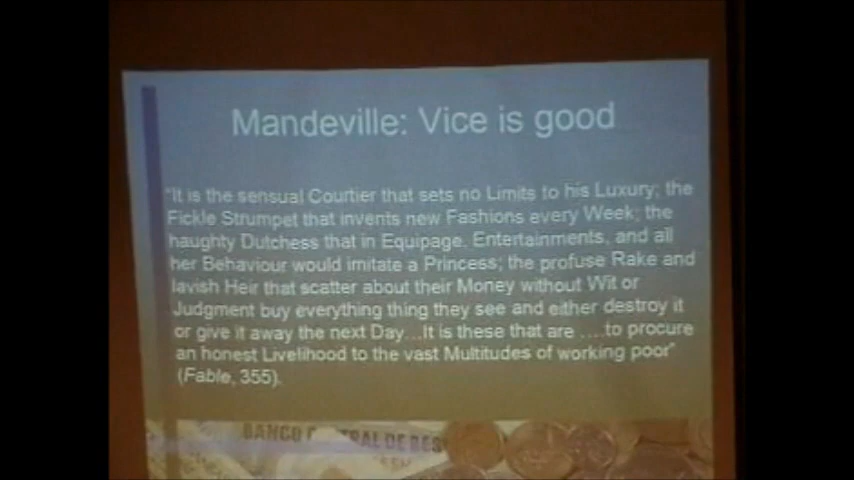 Mandeville: Vice is good
"It is the sensual Courtier that sets no Limits to his Luxury; the
Fickle Strumpet that invents new Fashions every Week; the
haughty Dutchess that in Equipage, Entertainments, and all
her Behaviour would imitate a Princess; the profuse Rake and
lavish Heir that scatter about their Money without Wit or
Judgment buy everything thing they see and either destroy it
or give it away the next Day...It is these that are ....to procure
an honest Livelihood to the vast Multitudes of working poor"
(Fable, 355).
BANCO
DE